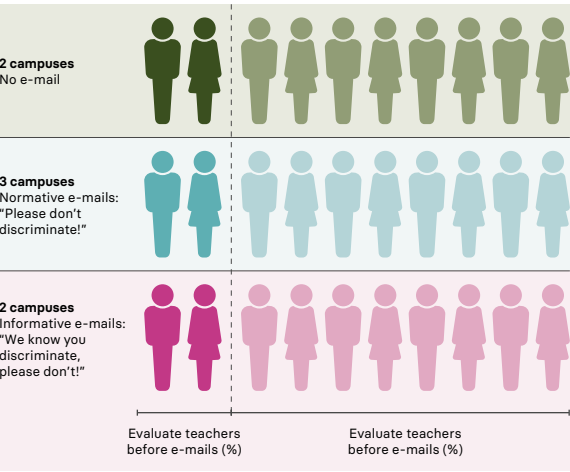 2 campuses
No e-mail
3 campuses
Normative e-mails:
“Please don’t
discriminate!”
2 campuses
Informative e-mails:
“We know you
discriminate,
please don’t!”
Evaluate teachers
before e-mails (%)
Evaluate teachers
before e-mails (%)